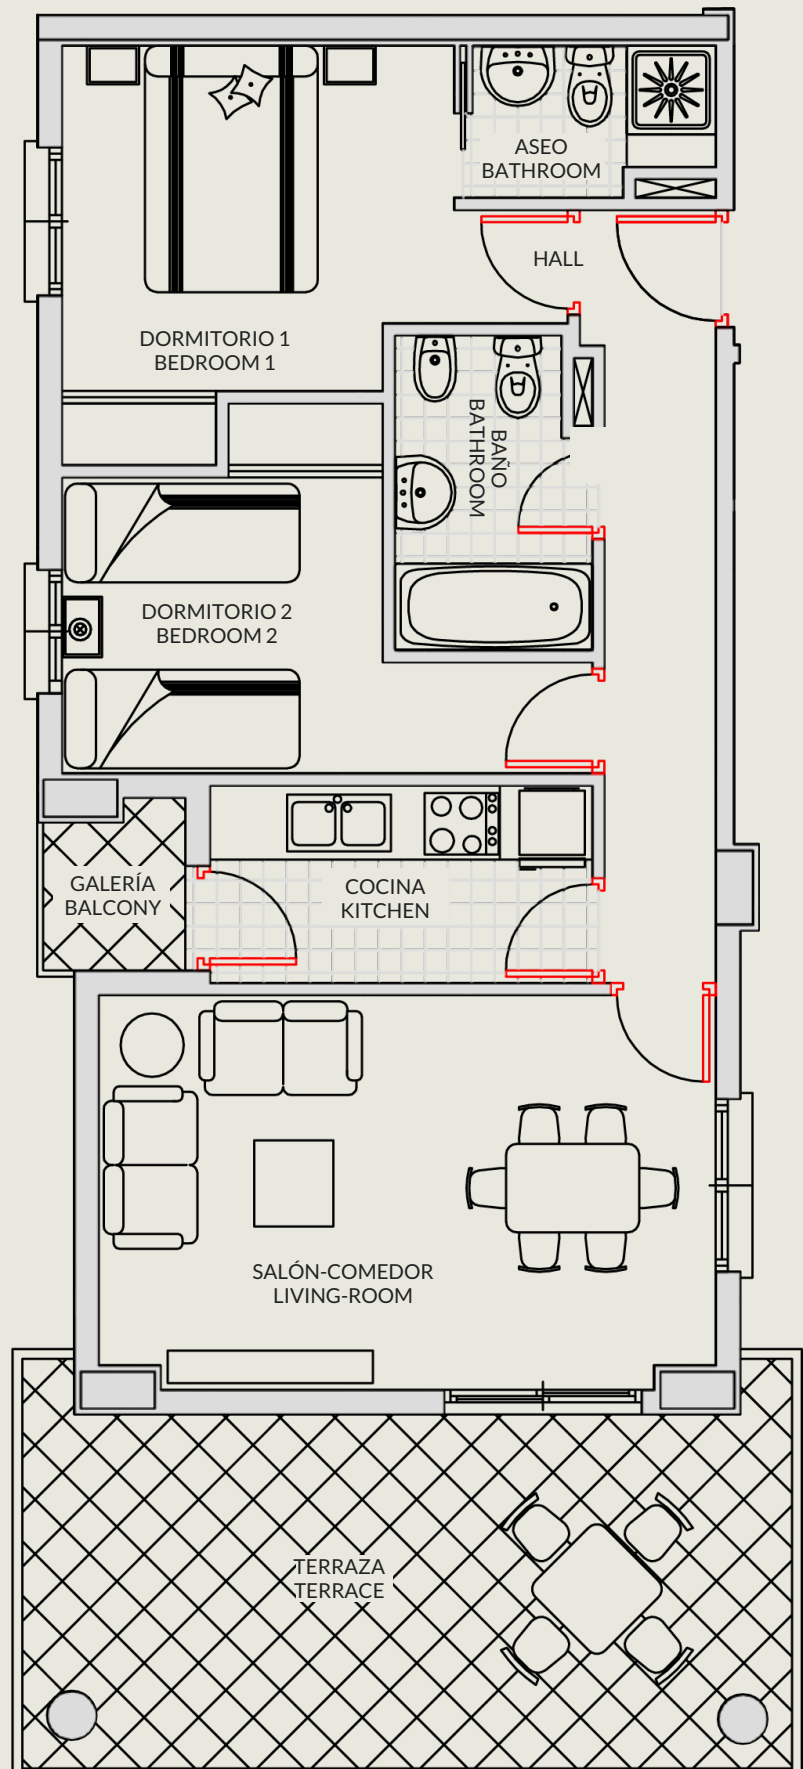 ASEO
BATHROOM
HALL
DORMITORIO 1
BEDROOM 1
BAÑO
BATHROOM
DORMITORIO 2
BEDROOM 2
GALERÍA
BALCONY
COCINA
KITCHEN
SALÓN-COMEDOR
LIVING-ROOM
TERRAZA
TERRACE